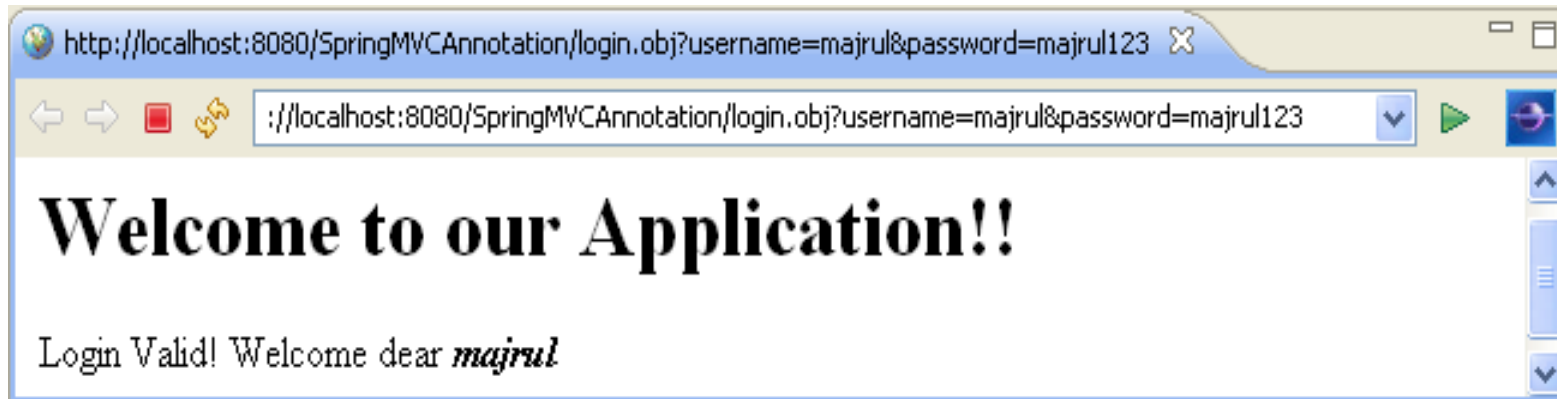 http://localhost:8080/SpringMVCAnnotation/login.obj?username=majrul&password=majrul123
://localhost:8080/SpringMVCAnnotation/login.obj?username=majrul&password=majrul123
Welcome to our Application!!
Login Valid! Welcome dear majrul